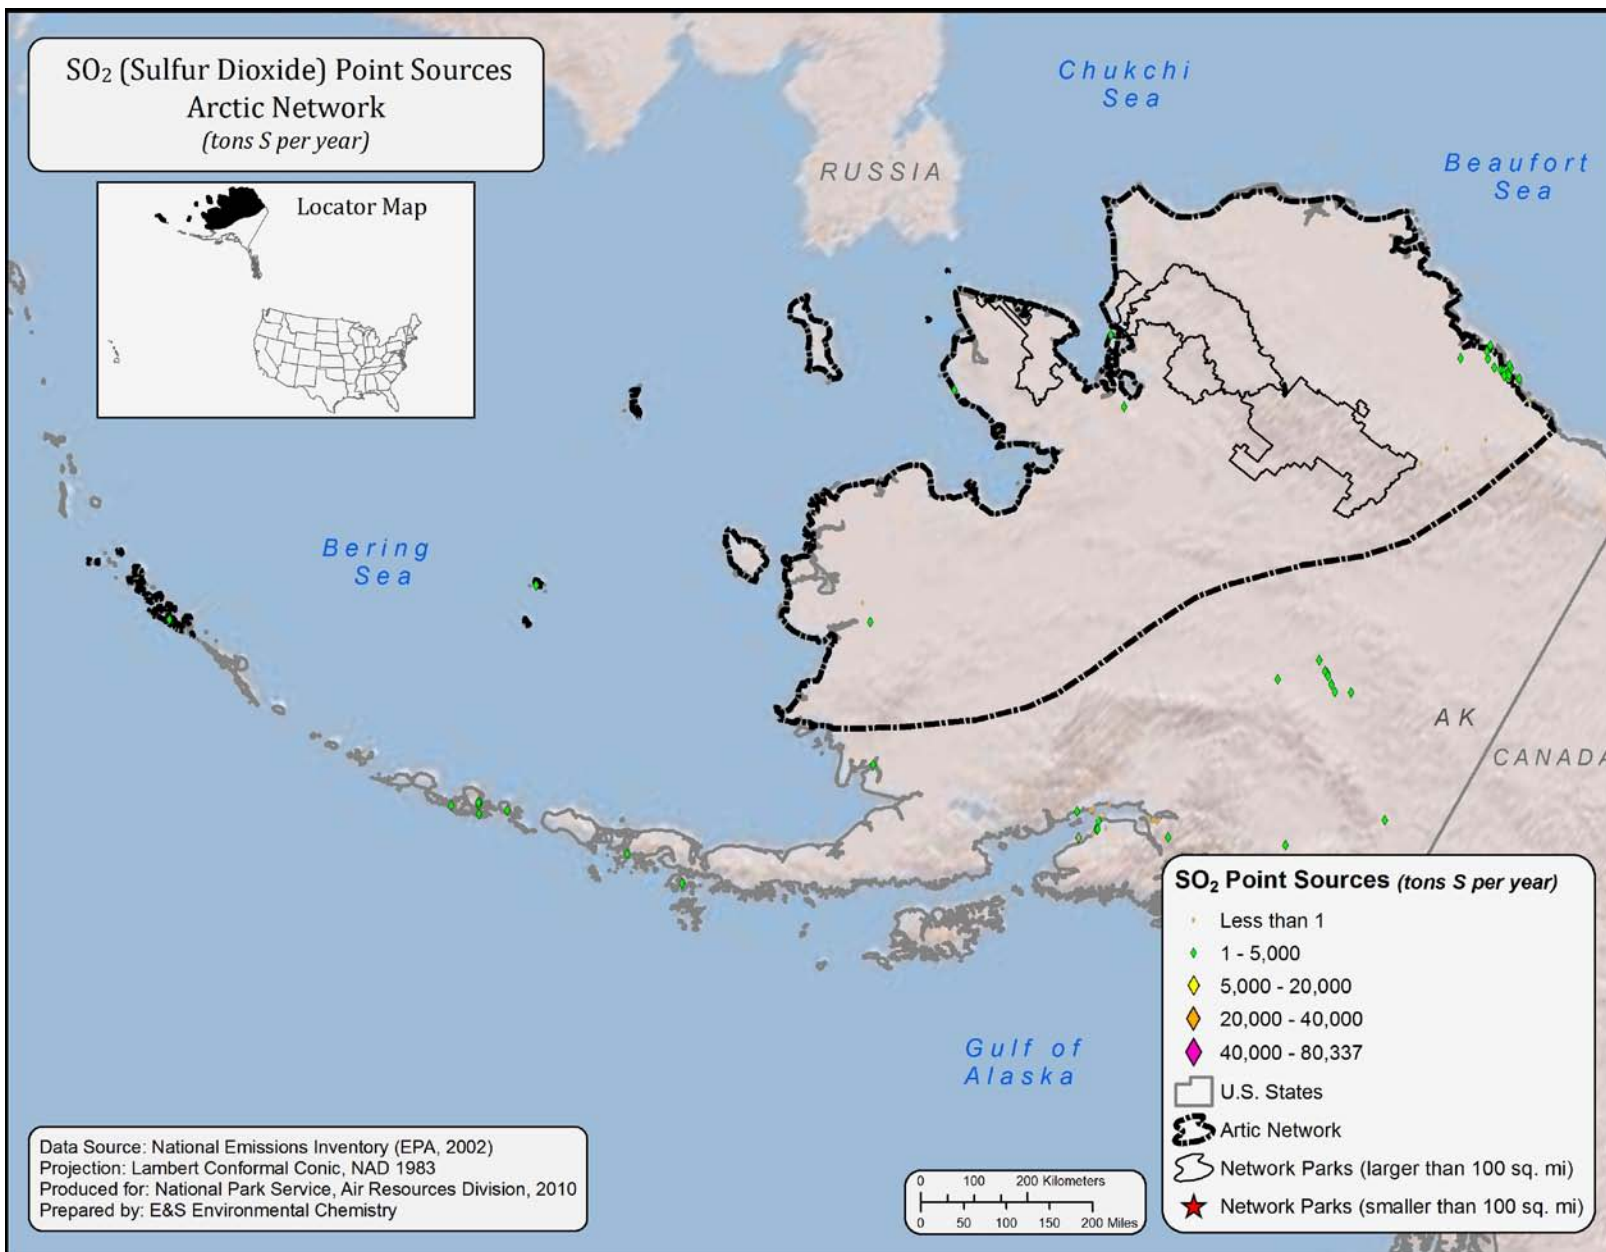 SO₂ (Sulfur Dioxide) Point Sources
Arctic Network
(tons S per year)
Locator Map
Chukchi
Sea
Beaufort
Sea
RUSSIA
Bering
Sea
AK
CANADA
Gulf of
Alaska
SO₂ Point Sources (tons S per year)
Less than 1
1 - 5,000
5,000 - 20,000
20,000 - 40,000
40,000 - 80,337
U.S. States
Artic Network
Network Parks (larger than 100 sq. mi)
Network Parks (smaller than 100 sq. mi)
Data Source: National Emissions Inventory (EPA, 2002)
Projection: Lambert Conformal Conic, NAD 1983
Produced for: National Park Service, Air Resources Division, 2010
Prepared by: E&S Environmental Chemistry
0 100 200 Kilometers
0 50 100 150 200 Miles